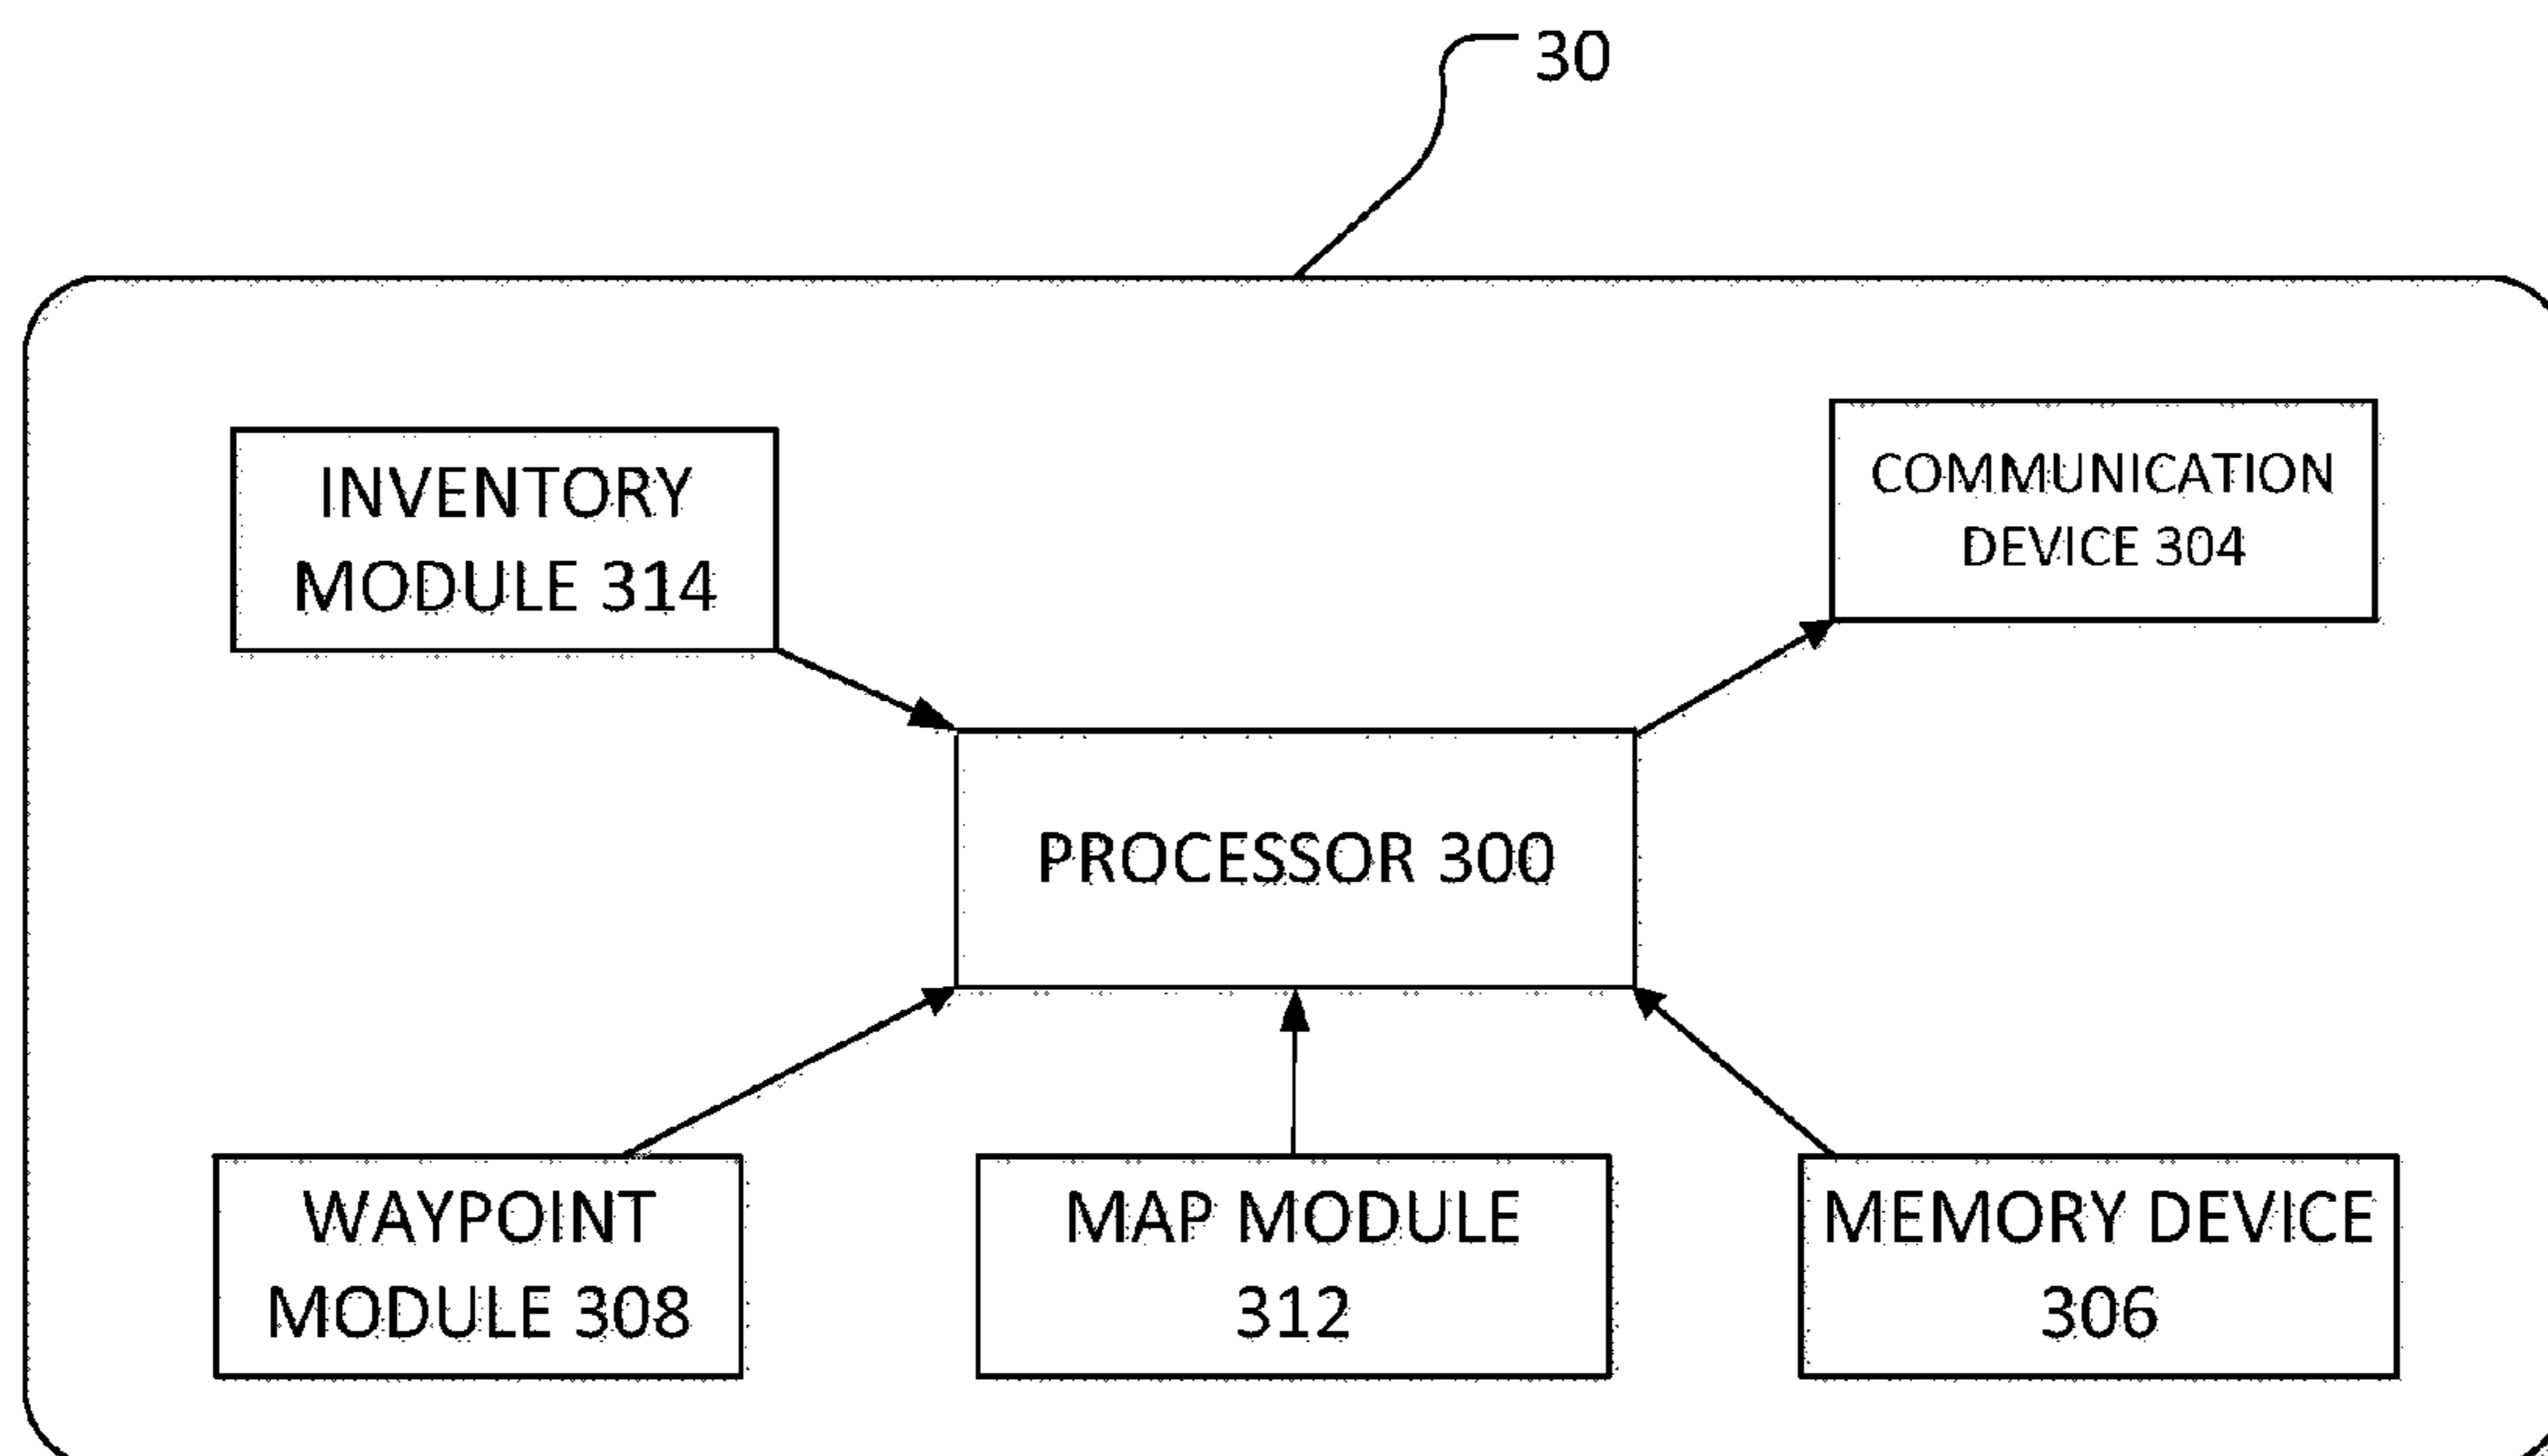 30
INVENTORY
MODULE 314
COMMUNICATION
DEVICE 304
PROCESSOR 300
WAYPOINT
MODULE 308
MAP MODULE
312
MEMORY DEVICE
306